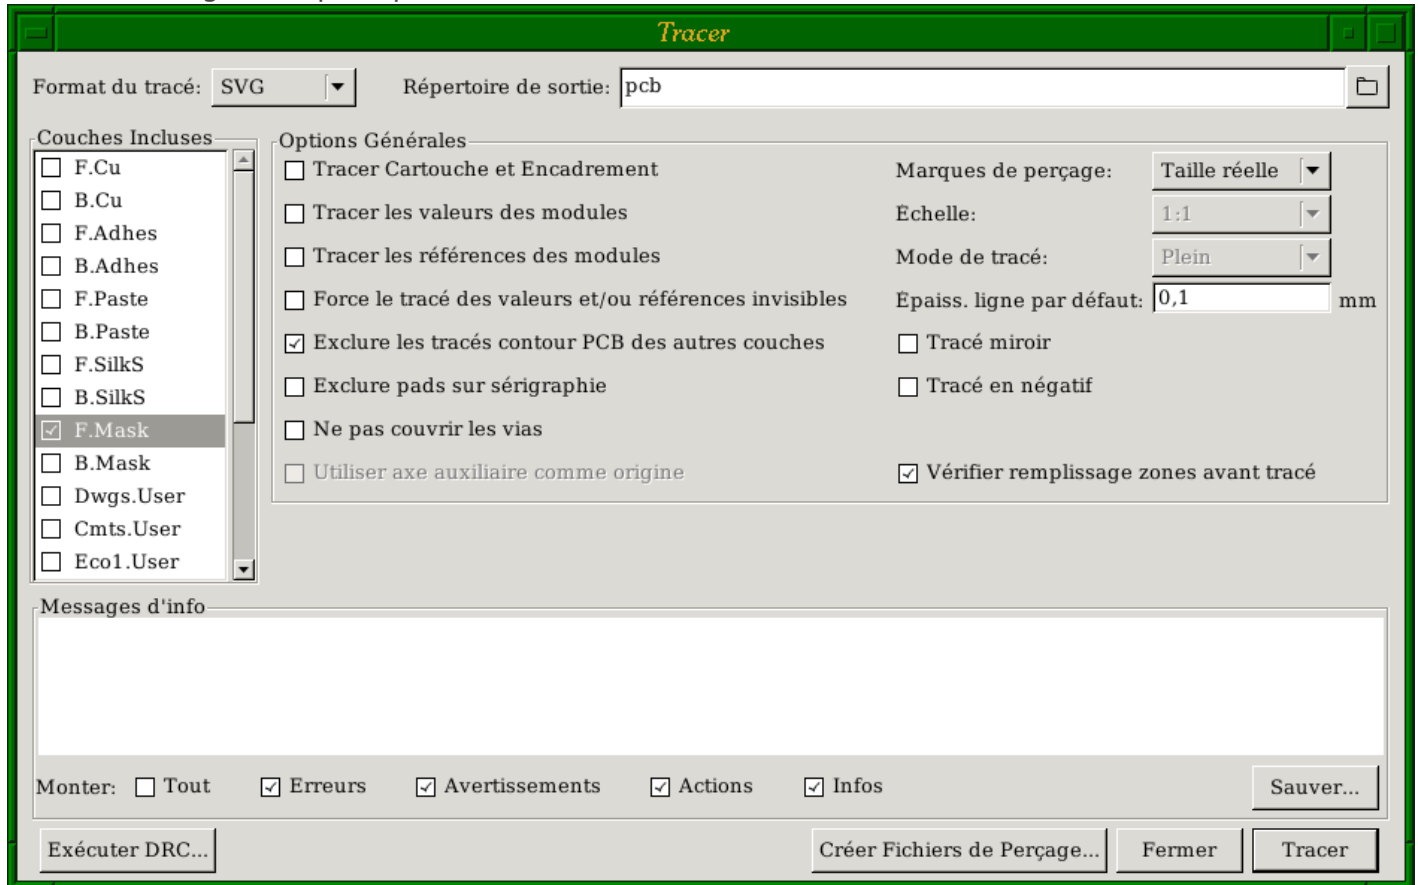 Tracer
Format du tracé: SVG Répertoire de sortie: pcb
Couches Incluses
F.Cu
B.Cu
F.Adhes
B.Adhes
F.Paste
B.Paste
F.SilkS
B.SilkS
F.Mask
B.Mask
Dwgs.User
Cmts.User
Eco1.User
Options Générales
Tracer Cartouche et Encadrement
Tracer les valeurs des modules
Tracer les références des modules
Force le tracé des valeurs et/ou références invisibles
Exclure les tracés contour PCB des autres couches
Exclure pads sur sérigraphie
Ne pas couvrir les vias
Utiliser axe auxiliaire comme origine
Marques de perçage: Taille réelle
Échelle: 1:1
Mode de tracé: Plein
Épaiss. ligne par défaut: 0,1 mm
Tracé miroir
Tracé en négatif
Vérifier remplissage zones avant tracé
Messages d'info
Monter: Tout Erreurs Avertissements Actions Infos Sauver...
Exécuter DRC... Créer Fichiers de Perçage... Fermer Tracer